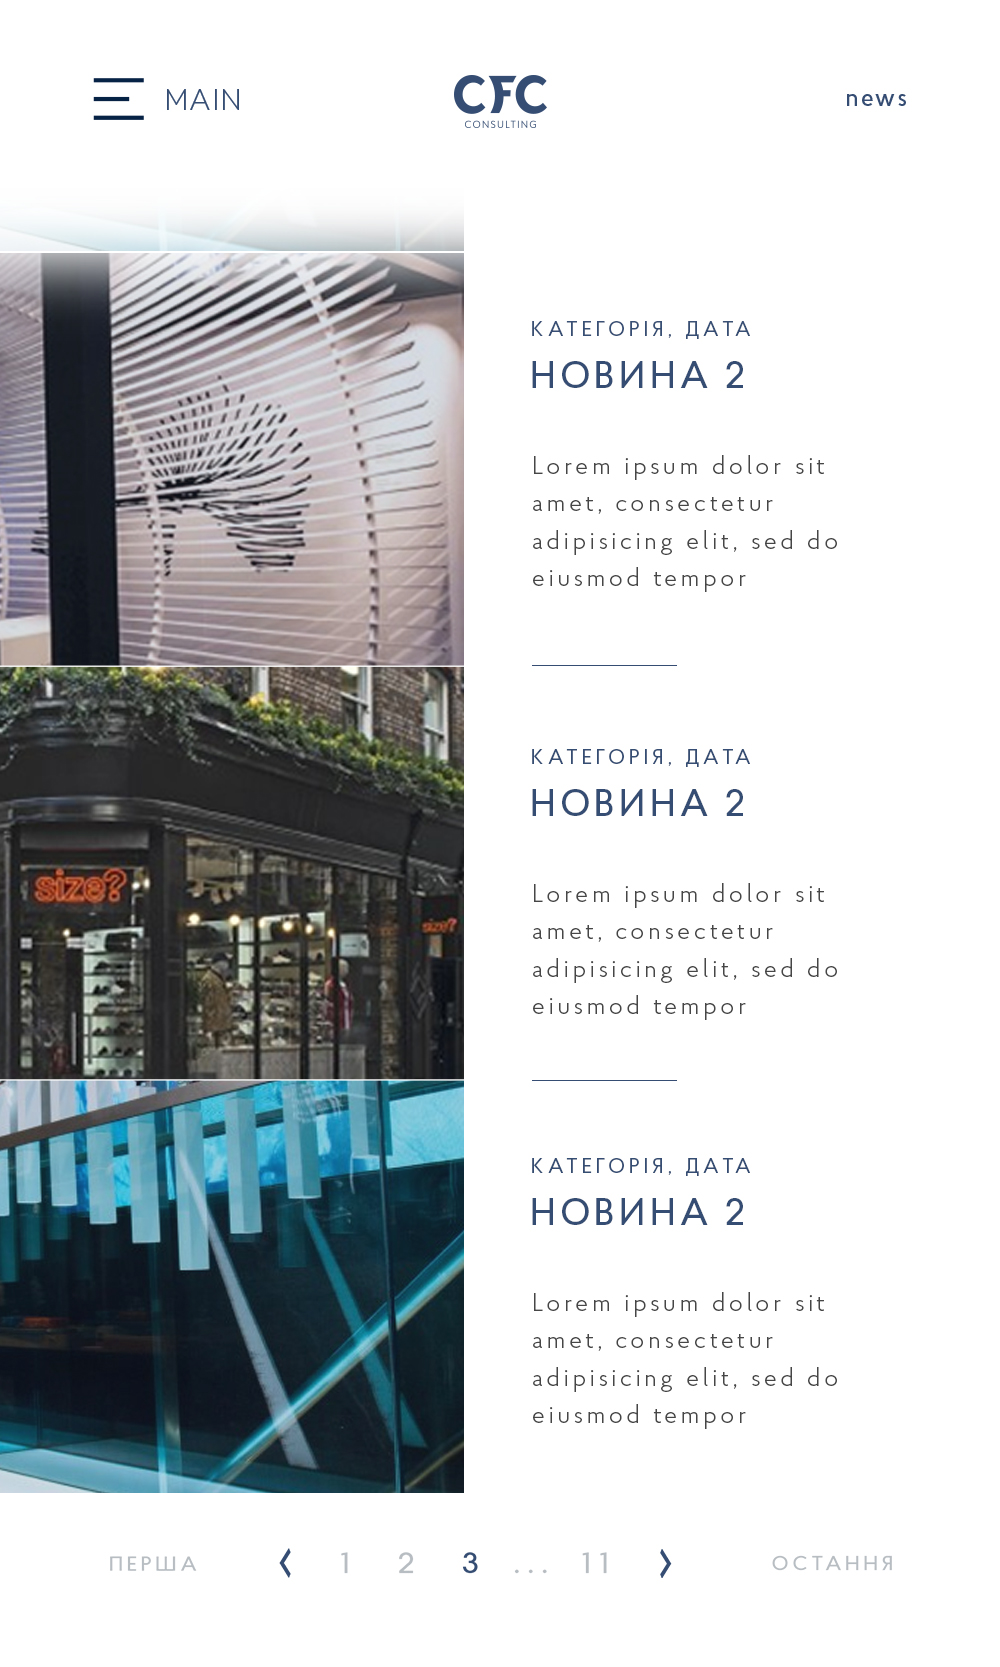 MAIN
CFC
CONSULTING
news
КАТЕГОРІЯ, ДАТА
НОВИНА 2
Lorem ipsum dolor sit
amet, consectetur
adipisicing elit, sed do
eiusmod tempor
size?
size?
КАТЕГОРІЯ, ДАТА
НОВИНА 2
Lorem ipsum dolor sit
amet, consectetur
adipisicing elit, sed do
eiusmod tempor
КАТЕГОРІЯ, ДАТА
НОВИНА 2
Lorem ipsum dolor sit
amet, consectetur
adipisicing elit, sed do
eiusmod tempor
ПЕРША 1 2 3 ... 11 ОСТАННЯ